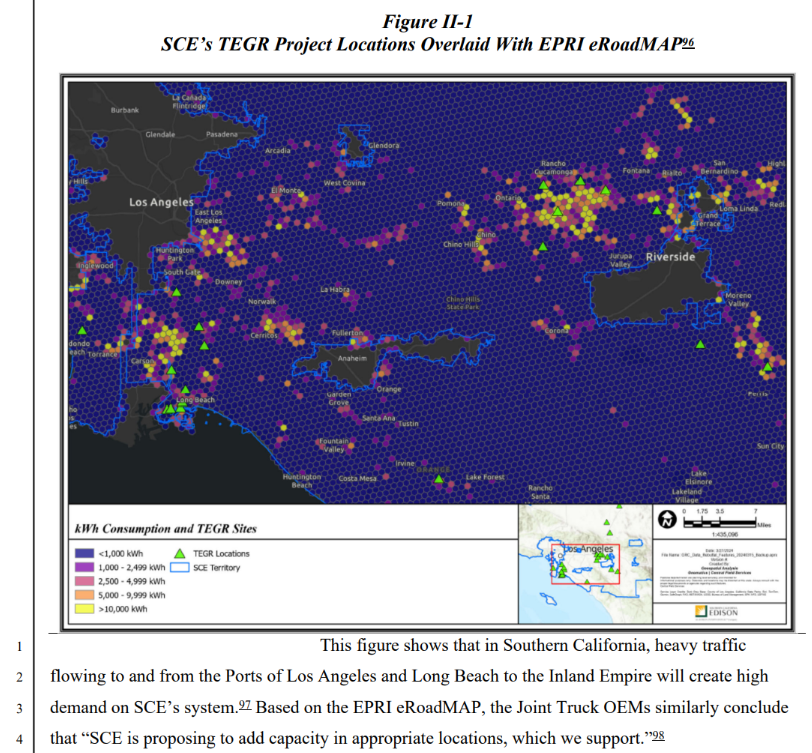 Figure II-1
SCE's TEGR Project Locations Overlaid With EPRI eRoadMAP96
La Cañada
Flintridge
Burbank
Glendale
Pasadena
Arcadia
Glendora
r Hills
Los Angeles
East Los
Angeles
El Monte
West Covina
Pomona
Rancho
Cucamonga
Ontario
Fontana
Rialto
San
Bernardino
Highl
Loma Linda
Redl
Grand
Terrace
Inglewood
Huntington
Park
South Gate
Downey
Chino
Chino Hills
Jurupa
Valley
Riverside
Moreno
Valley
Norwalk
La Habra
Chino Hills
State Park
Corona
Cerritos
Fullerton
Anaheim
ondo
each
Torrance
Carson
Long Beach
Garden
Grove
Orange
Santa Ana
Tustin
Fountain
Valley
Huntington
Beach
Costa Mesa
Irvine
ORANGE
Lake Forest
Rancho
Santa
Perris
Sun City
Lake
Elsinore
Lakeland
Village
kWh Consumption and TEGR Sites
<1,000 kWh
1,000 - 2,499 kWh
2,500 - 4,999 kWh
5,000 - 9,999 kWh
>10,000 kWh
TEGR Locations
SCE Territory
Los Angeles
N
0 1.75 3.5 7
Miles
1:435,096
EDISON
1 This figure shows that in Southern California, heavy traffic
2 flowing to and from the Ports of Los Angeles and Long Beach to the Inland Empire will create high
3 demand on SCE's system.97 Based on the EPRI eRoadMAP, the Joint Truck OEMs similarly conclude
4 that "SCE is proposing to add capacity in appropriate locations, which we support."98